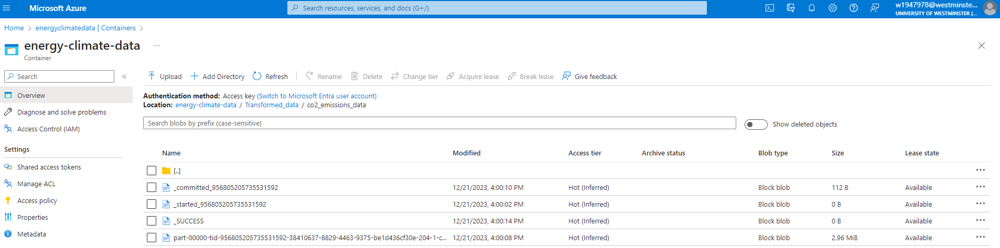 Microsoft Azure
Search resources, services, and docs (G+/)
w1947978@westminste...
UNIVERSITY OF WESTMINSTER (...
Home > energyclimatedata | Containers >
energy-climate-data ...
Container
Search «
Upload Add Directory Refresh Rename Delete Change tier Acquire lease Break lease Give feedback
Overview
Diagnose and solve problems
Access Control (IAM)
Settings
Shared access tokens
Manage ACL
Access policy
Properties
Metadata
Authentication method: Access key (Switch to Microsoft Entra user account)
Location: energy-climate-data / Transformed_data / co2_emissions_data
Search blobs by prefix (case-sensitive)
Show deleted objects
Name Modified Access tier Archive status Blob type Size Lease state
[..]
_committed_956805205735531592 12/21/2023, 4:00:10 PM Hot (Inferred) Block blob 112 B Available
_started_956805205735531592 12/21/2023, 4:00:02 PM Hot (Inferred) Block blob 0 B Available
_SUCCESS 12/21/2023, 4:00:14 PM Hot (Inferred) Block blob 0 B Available
part-00000-tid-956805205735531592-38410637-8829-4463-9375-be1d436cf30e-204-1-c... 12/21/2023, 4:00:08 PM Hot (Inferred) Block blob 2.96 MiB Available